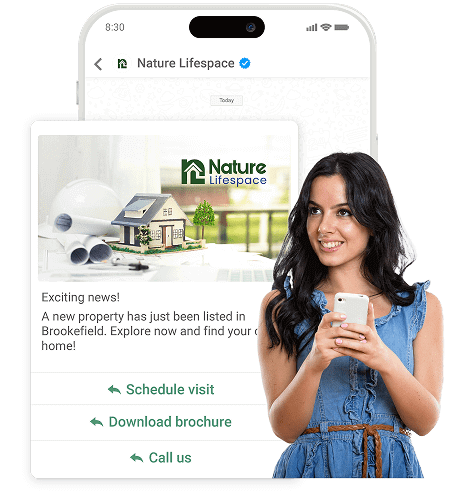 8:30
Nature Lifespace
Today
Nature
Lifespace
Exciting news!
A new property has just been listed in
Brookefield. Explore now and find your
home!
Schedule visit
Download brochure
Call us